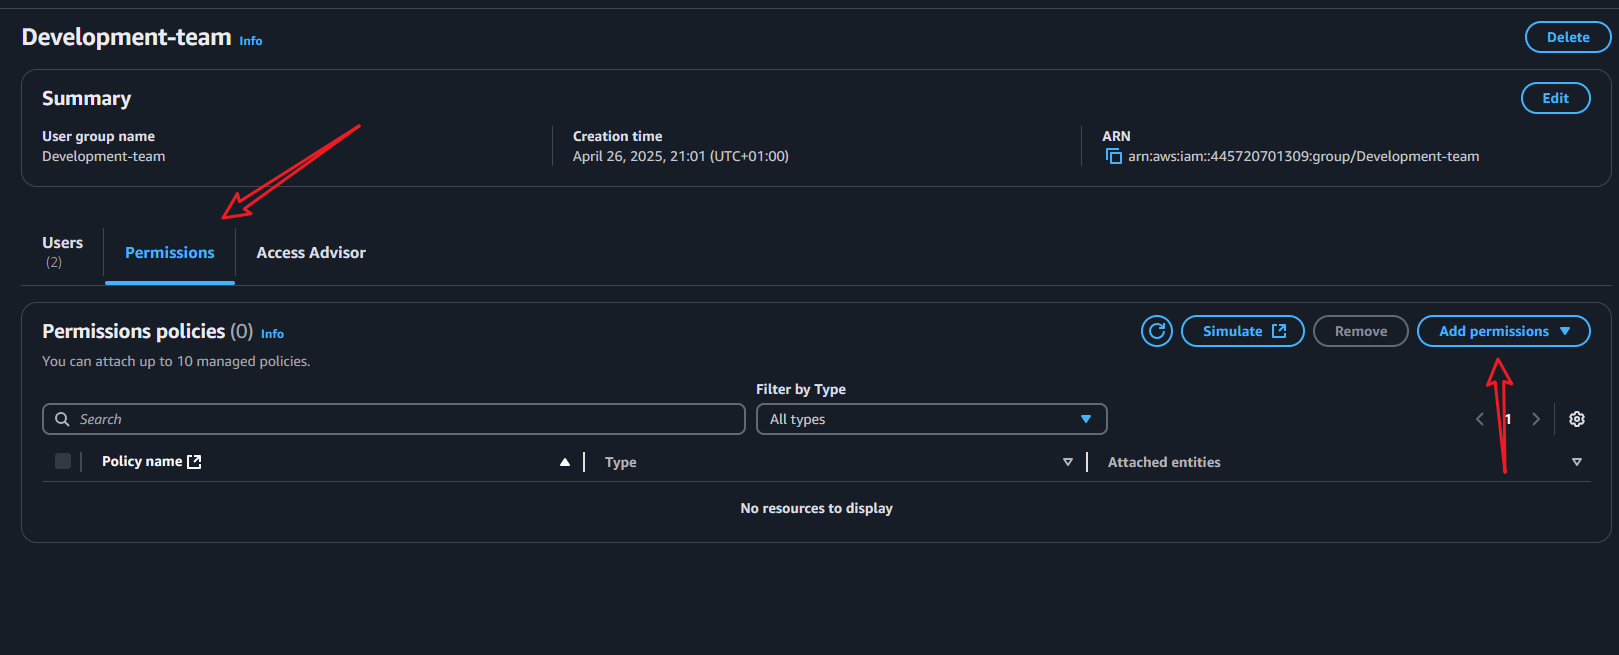 Development-team Info
Delete
Summary
Edit
User group name
Development-team
Creation time
April 26, 2025, 21:01 (UTC+01:00)
ARN
arn:aws:iam::445720701309:group/Development-team
Users
(2)
Permissions
Access Advisor
Permissions policies (0) Info
Simulate
Remove
Add permissions
You can attach up to 10 managed policies.
Filter by Type
Search
All types
1
Policy name
Type
Attached entities
No resources to display